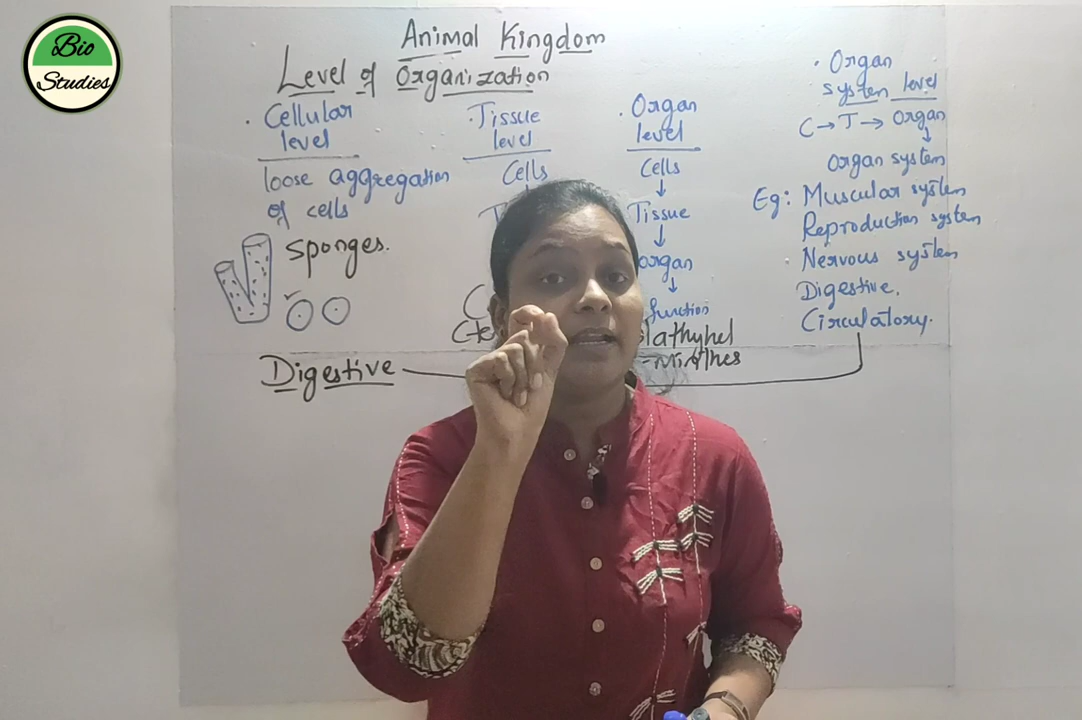 Bio
Studies
Animal Kingdom
Level of Organization
Cellular
level
loose aggregation
of cells
sponges.
Tissue
level
Cells
Organ
level
Cells
↓
Tissue
↓
organ
↓
function
lathyhel
-minthes
Organ
system level
C → T → Organ
↓
Organ system
Eg: Muscular system
Reproduction system
Nervous system
Digestive,
Circulatory.
Digestive